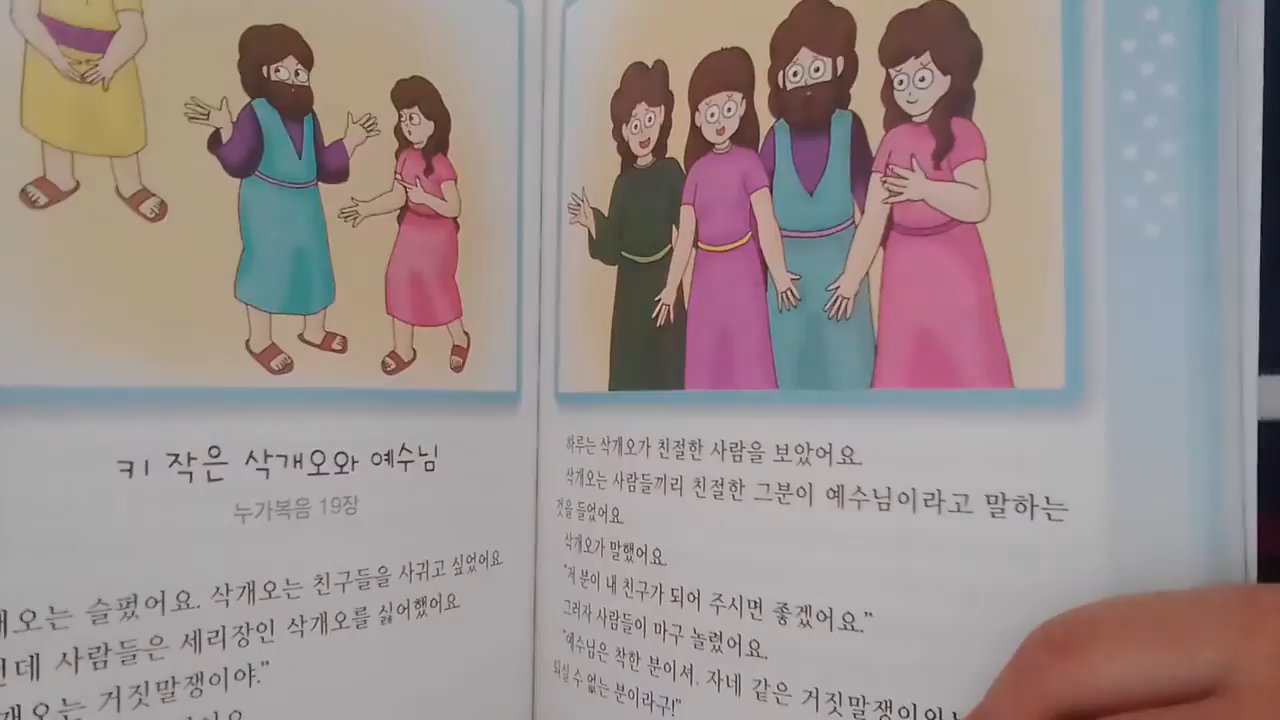 키 작은 삭개오와 예수님
누가복음 19장
개오는 슬펐어요. 삭개오는 친구들을 사귀고 싶었어요
데 사람들은 세리장인 삭개오를 싫어했어요
오는 거짓말쟁이야."
하루는 삭개오가 친절한 사람을 보았어요.
삭개오는 사람들끼리 친절한 그분이 예수님이라고 말하는
것을 들었어요.
삭개오가 말했어요.
"저 분이 내 친구가 되어 주시면 좋겠어요."
그러자 사람들이 마구 놀렸어요.
"예수님은 착한 분이셔. 자네 같은 거짓말쟁이와
되실 수 없는 분이라구!"